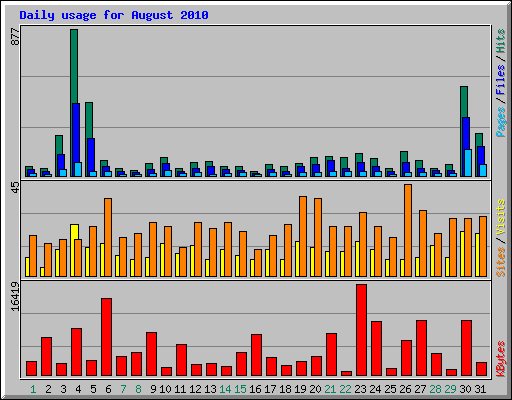 Daily usage for August 2010
877
Pages / Files / Hits
45
Sites / Visits
16419
KBytes
1 2 3 4 5 6 7 8 9 10 11 12 13 14 15 16 17 18 19 20 21 22 23 24 25 26 27 28 29 30 31